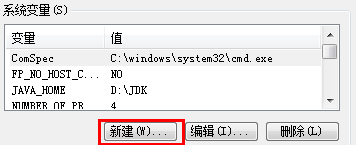 系统变量(S)
变量 值
ComSpec C:\windows\system32\cmd.exe
FP_NO_HOST_C... NO
JAVA_HOME D:\JDK
NUMBER_OF_PR 4
新建(W)... 编辑(I)... 删除(L)